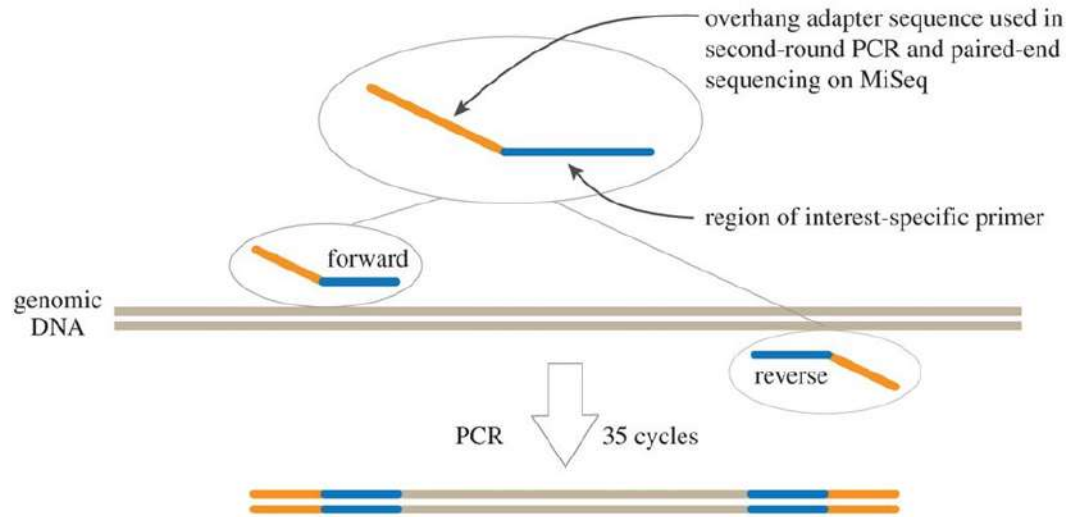 overhang adapter sequence used in
second-round PCR and paired-end
sequencing on MiSeq
region of interest-specific primer
forward
genomic
DNA
reverse
PCR
35 cycles